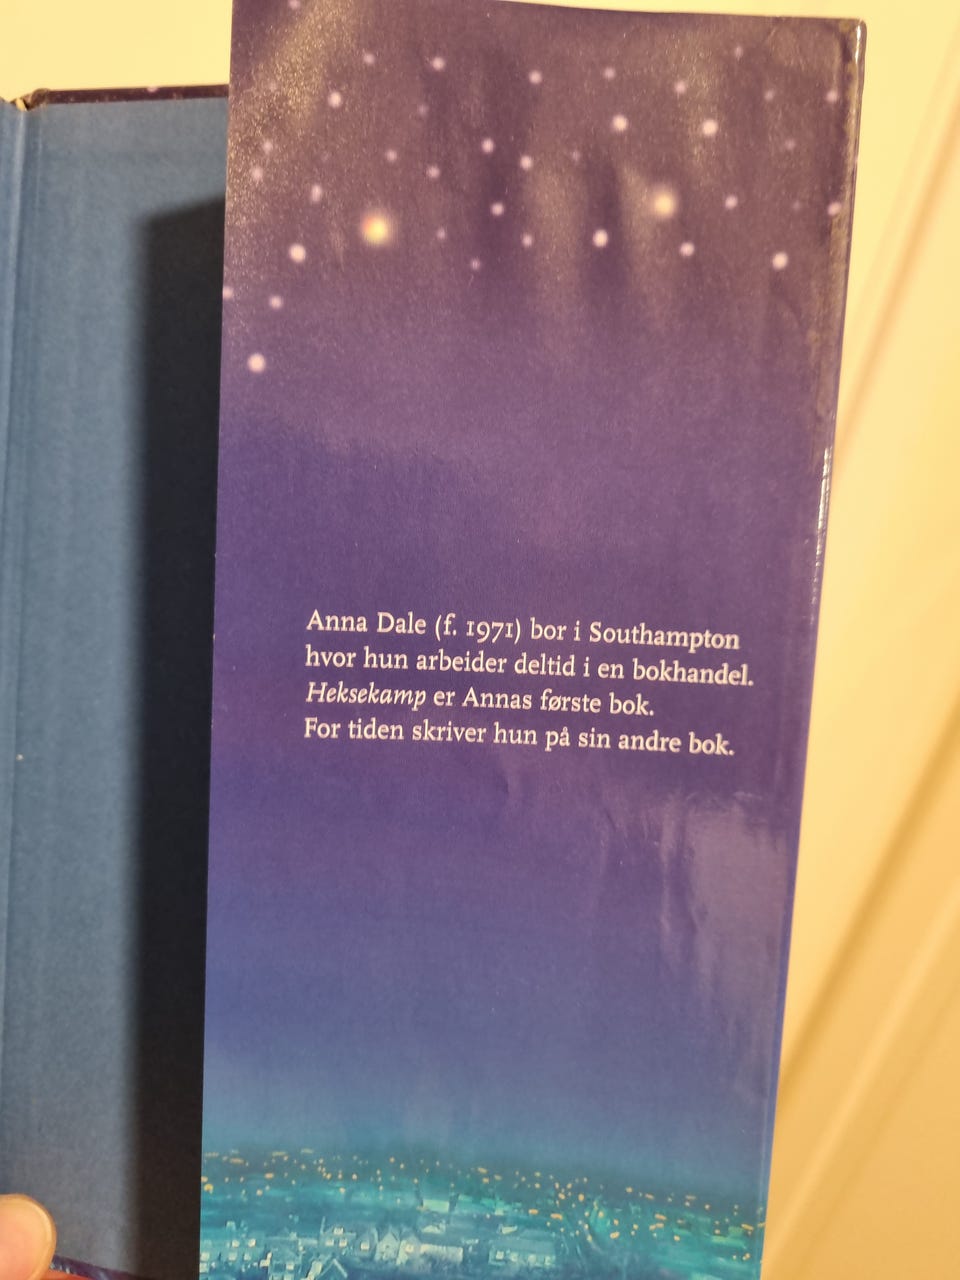 Anna Dale (f. 1971) bor i Southampton
hvor hun arbeider deltid i en bokhandel.
Heksekamp er Annas første bok.
For tiden skriver hun på sin andre bok.